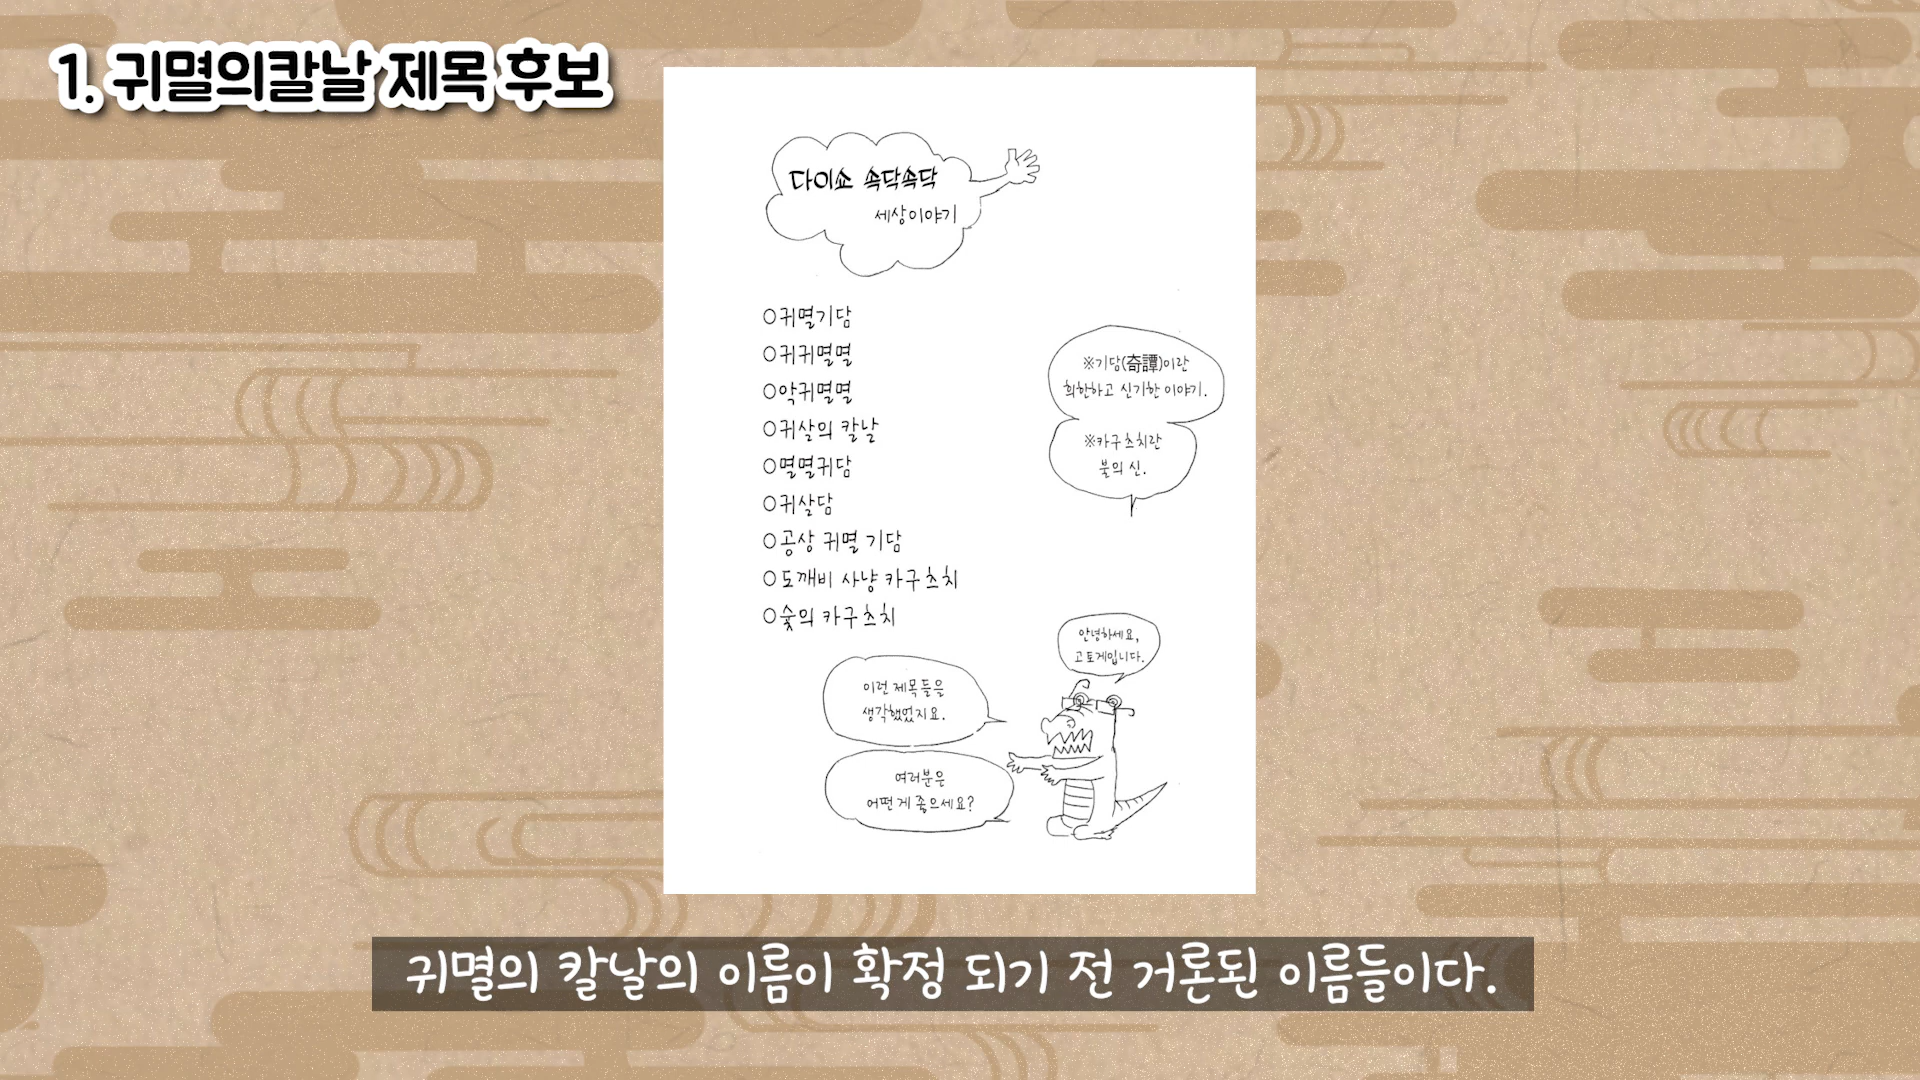 1. 귀멸의칼날 제목 후보
다이쇼 속닥속닥
세상이야기
○귀멸기담
○귀귀멸멸
○악귀멸멸
○귀살의 칼날
○멸멸귀담
○귀살담
○공상 귀멸 기담
○도깨비 사냥 카구츠치
○숯의 카구츠치
※기담(奇譚)이란
희한하고 신기한 이야기.
※카구츠치란
불의 신.
안녕하세요,
고토게입니다.
이런 제목들을
생각했었지요.
여러분은
어떤 게 좋으세요?
귀멸의 칼날의 이름이 확정 되기 전 거론된 이름들이다.